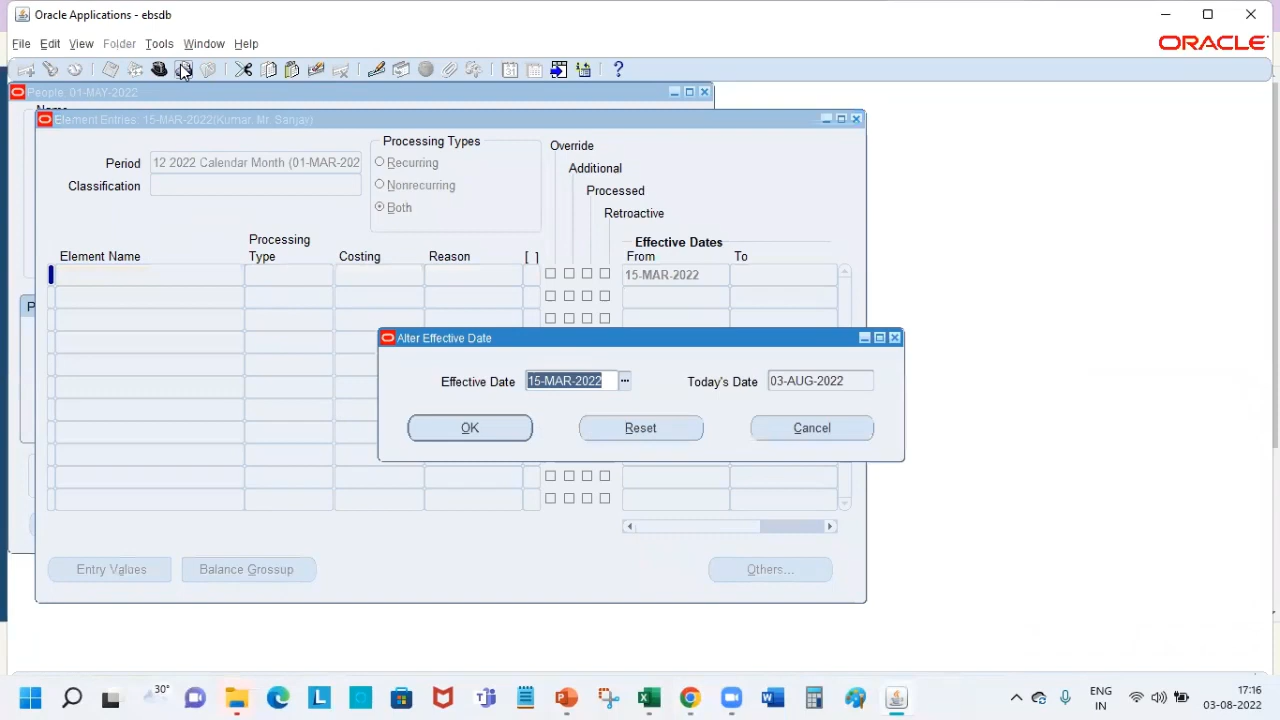 Oracle Applications - ebsdb
File Edit View Folder Tools Window Help
ORACLE
People, 01-MAY-2022
Name
Element Entries: 15-MAR-2022(Kumar, Mr. Sanjay)
Period 12 2022 Calendar Month (01-MAR-202
Classification
Processing Types
Recurring
Nonrecurring
Both
Override
Additional
Processed
Retroactive
Effective Dates
Element Name
Processing
Type
Costing
Reason
[ ]
From
To
15-MAR-2022
P
Alter Effective Date
Effective Date 15-MAR-2022
Today's Date 03-AUG-2022
OK Reset Cancel
Entry Values Balance Grossup Others...
30°
ENG
IN
17:16
03-08-2022